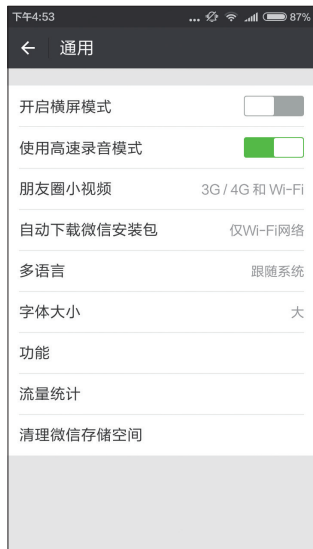 下午4:53 ... 87%
通用
开启横屏模式
使用高速录音模式
朋友圈小视频 3G / 4G 和 Wi-Fi
自动下载微信安装包 仅Wi-Fi网络
多语言 跟随系统
字体大小 大
功能
流量统计
清理微信存储空间